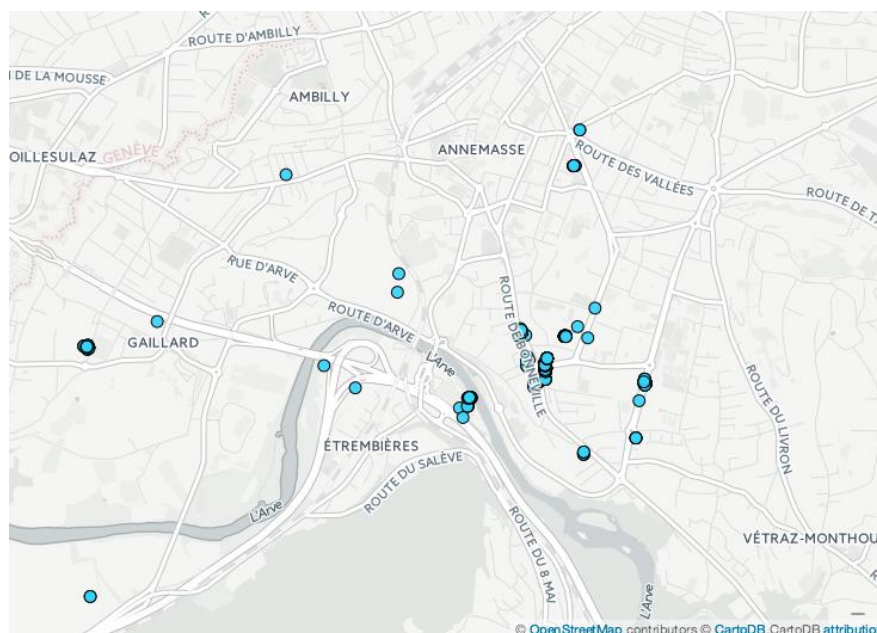 ROUTE D'AMBILLY
DE LA MOUSSE
AMBILLY
GENÈVE
OILLESULAZ
ANNEMASSE
ROUTE DES VALLÉES
ROUTE DE TA
RUE D'ARVE
ROUTE D'ARVE
ROUTE DE BONNEVILLE
GAILLARD
L'Arve
ROUTE DU LIVRON
ÉTREMBIÈRES
ROUTE DU SALÈVE
L'Arve
ROUTE DU 8 MAI
VÉTRAZ-MONTHOU
L'Arve
© OpenStreetMap contributors © CartoDB, CartoDB attribution